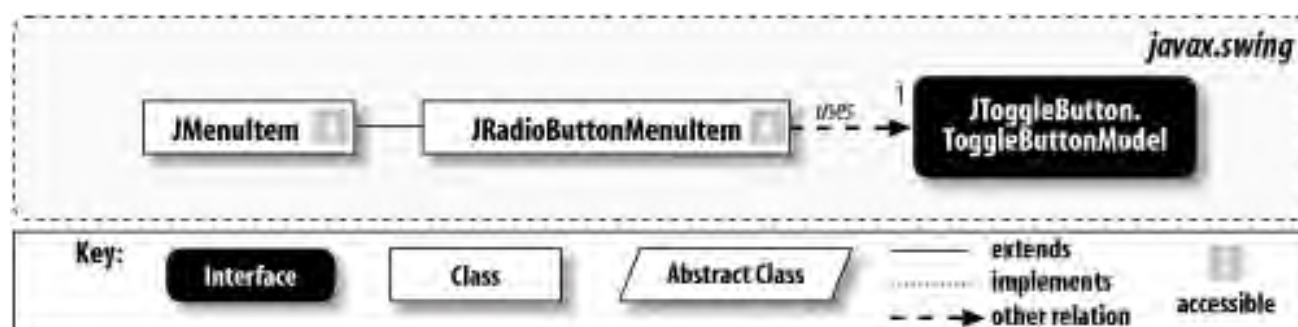 javax.swing
JMenuItem
JRadioButtonMenuItem
uses
1
JToggleButton.
ToggleButtonModel
Key:
Interface
Class
Abstract Class
extends
implements
other relation
accessible